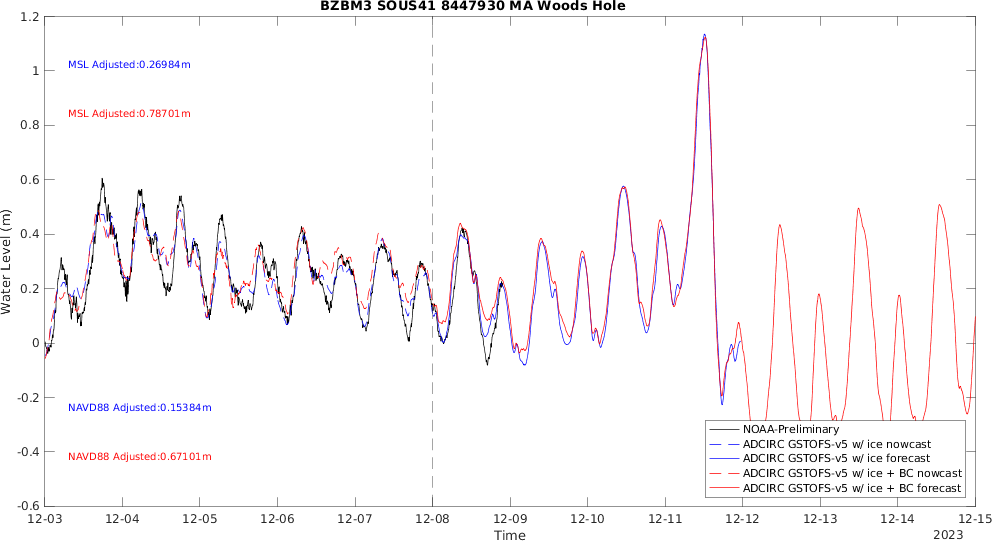 BZBM3 SOUS41 8447930 MA Woods Hole
1.2
1
0.8
0.6
0.4
0.2
0
-0.2
-0.4
-0.6
Water Level (m)
MSL Adjusted:0.26984m
MSL Adjusted:0.78701m
NAVD88 Adjusted:0.15384m
NAVD88 Adjusted:0.67101m
NOAA-Preliminary
ADCIRC GSTOFS-v5 w/ ice nowcast
ADCIRC GSTOFS-v5 w/ ice forecast
ADCIRC GSTOFS-v5 w/ ice + BC nowcast
ADCIRC GSTOFS-v5 w/ ice + BC forecast
12-03 12-04 12-05 12-06 12-07 12-08 12-09 12-10 12-11 12-12 12-13 12-14 12-15
Time
2023